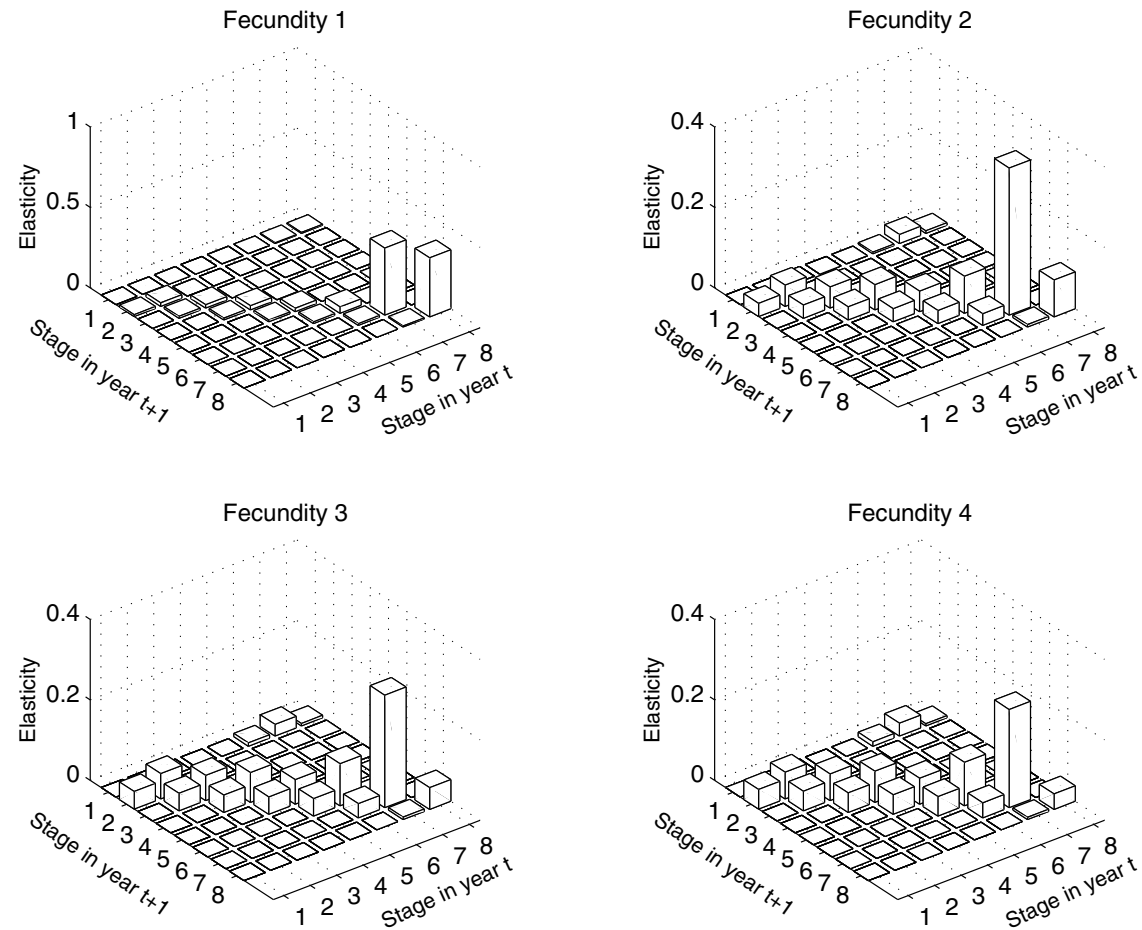 Fecundity 1
1
0.5
0
Elasticity
1 2 3 4 5 6 7 8
Stage in year t+1
1 2 3 4 5 6 7 8
Stage in year t
Fecundity 2
0.4
0.2
0
Elasticity
1 2 3 4 5 6 7 8
Stage in year t+1
1 2 3 4 5 6 7 8
Stage in year t
Fecundity 3
0.4
0.2
0
Elasticity
1 2 3 4 5 6 7 8
Stage in year t+1
1 2 3 4 5 6 7 8
Stage in year t
Fecundity 4
0.4
0.2
0
Elasticity
1 2 3 4 5 6 7 8
Stage in year t+1
1 2 3 4 5 6 7 8
Stage in year t